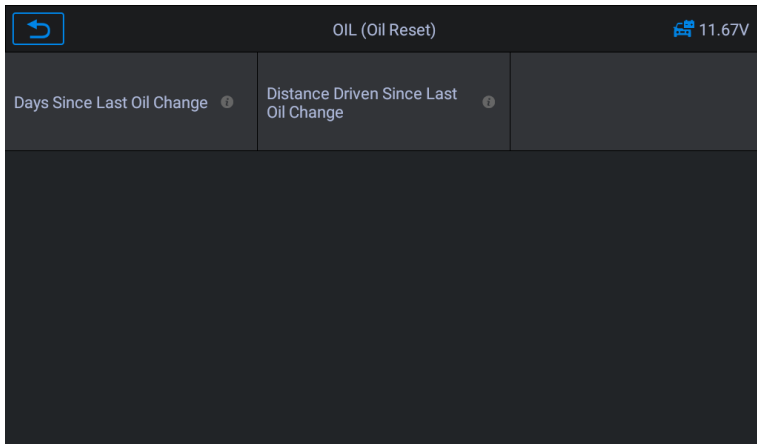 OIL (Oil Reset)
11.67V
Days Since Last Oil Change
Distance Driven Since Last
Oil Change